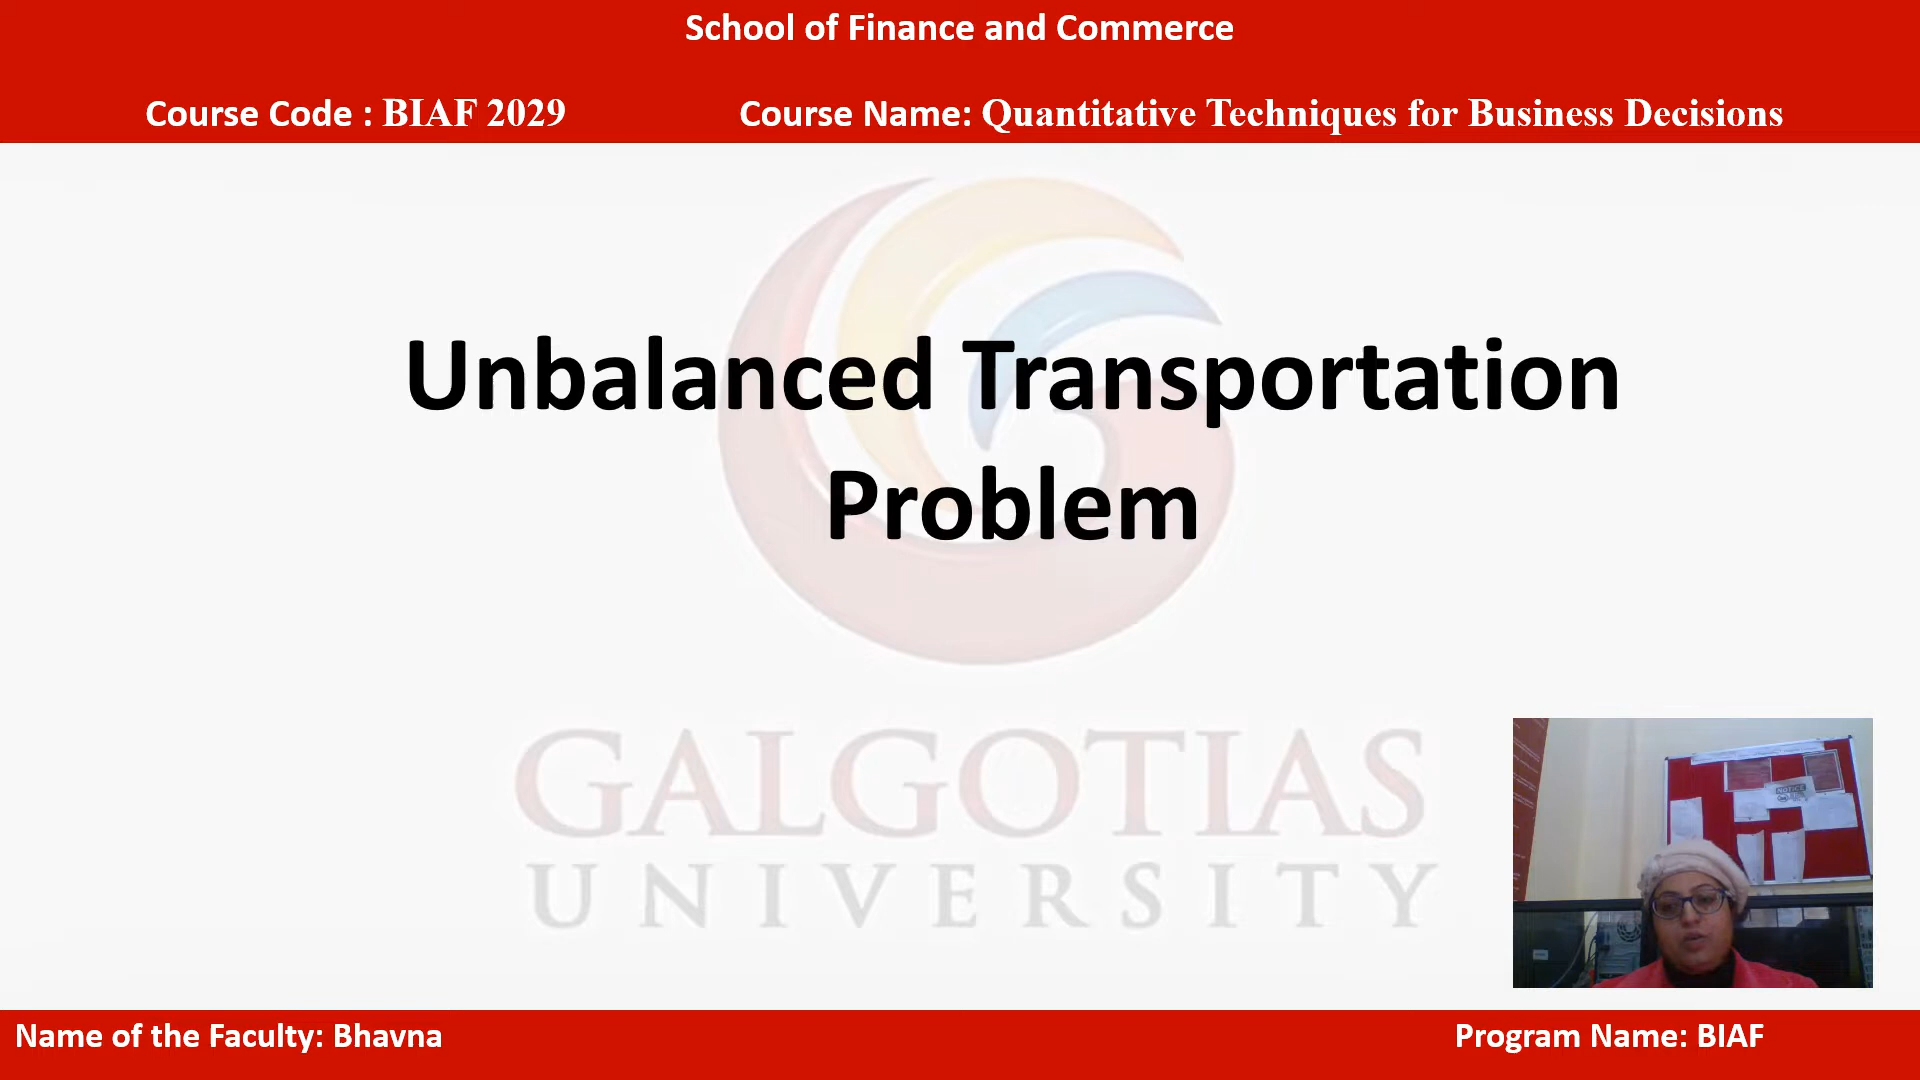 School of Finance and Commerce
Course Code : BIAF 2029 Course Name: Quantitative Techniques for Business Decisions
Unbalanced Transportation
Problem
GALGOTIAS
UNIVERSITY
NOTICE
Name of the Faculty: Bhavna Program Name: BIAF